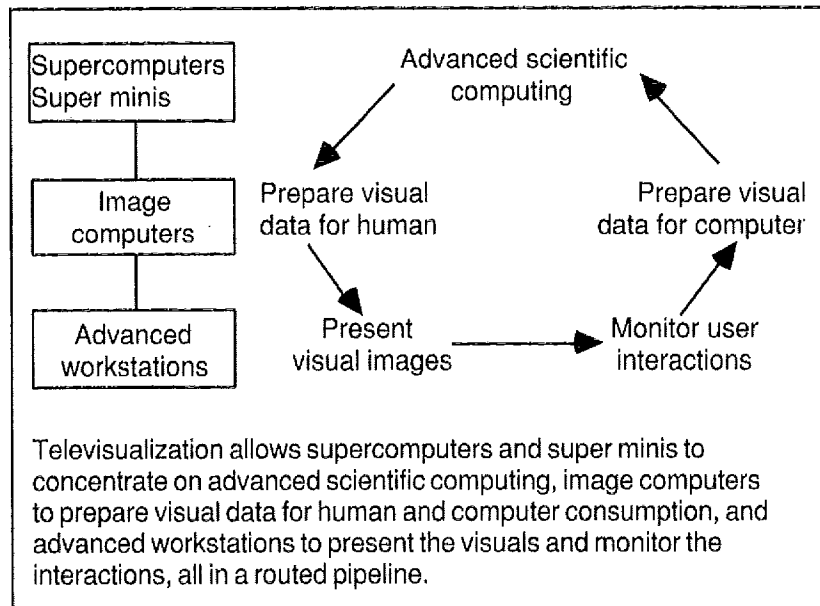 Supercomputers
Super minis
Advanced scientific
computing
Image
computers
Prepare visual
data for human
Prepare visual
data for computer
Advanced
workstations
Present
visual images
Monitor user
interactions
Televisualization allows supercomputers and super minis to
concentrate on advanced scientific computing, image computers
to prepare visual data for human and computer consumption, and
advanced workstations to present the visuals and monitor the
interactions, all in a routed pipeline.